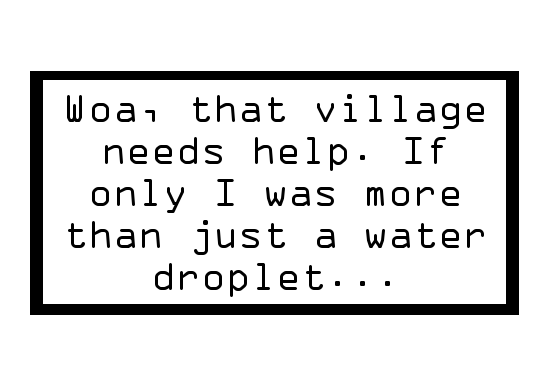 Woa, that village
needs help. If
only I was more
than just a water
droplet...